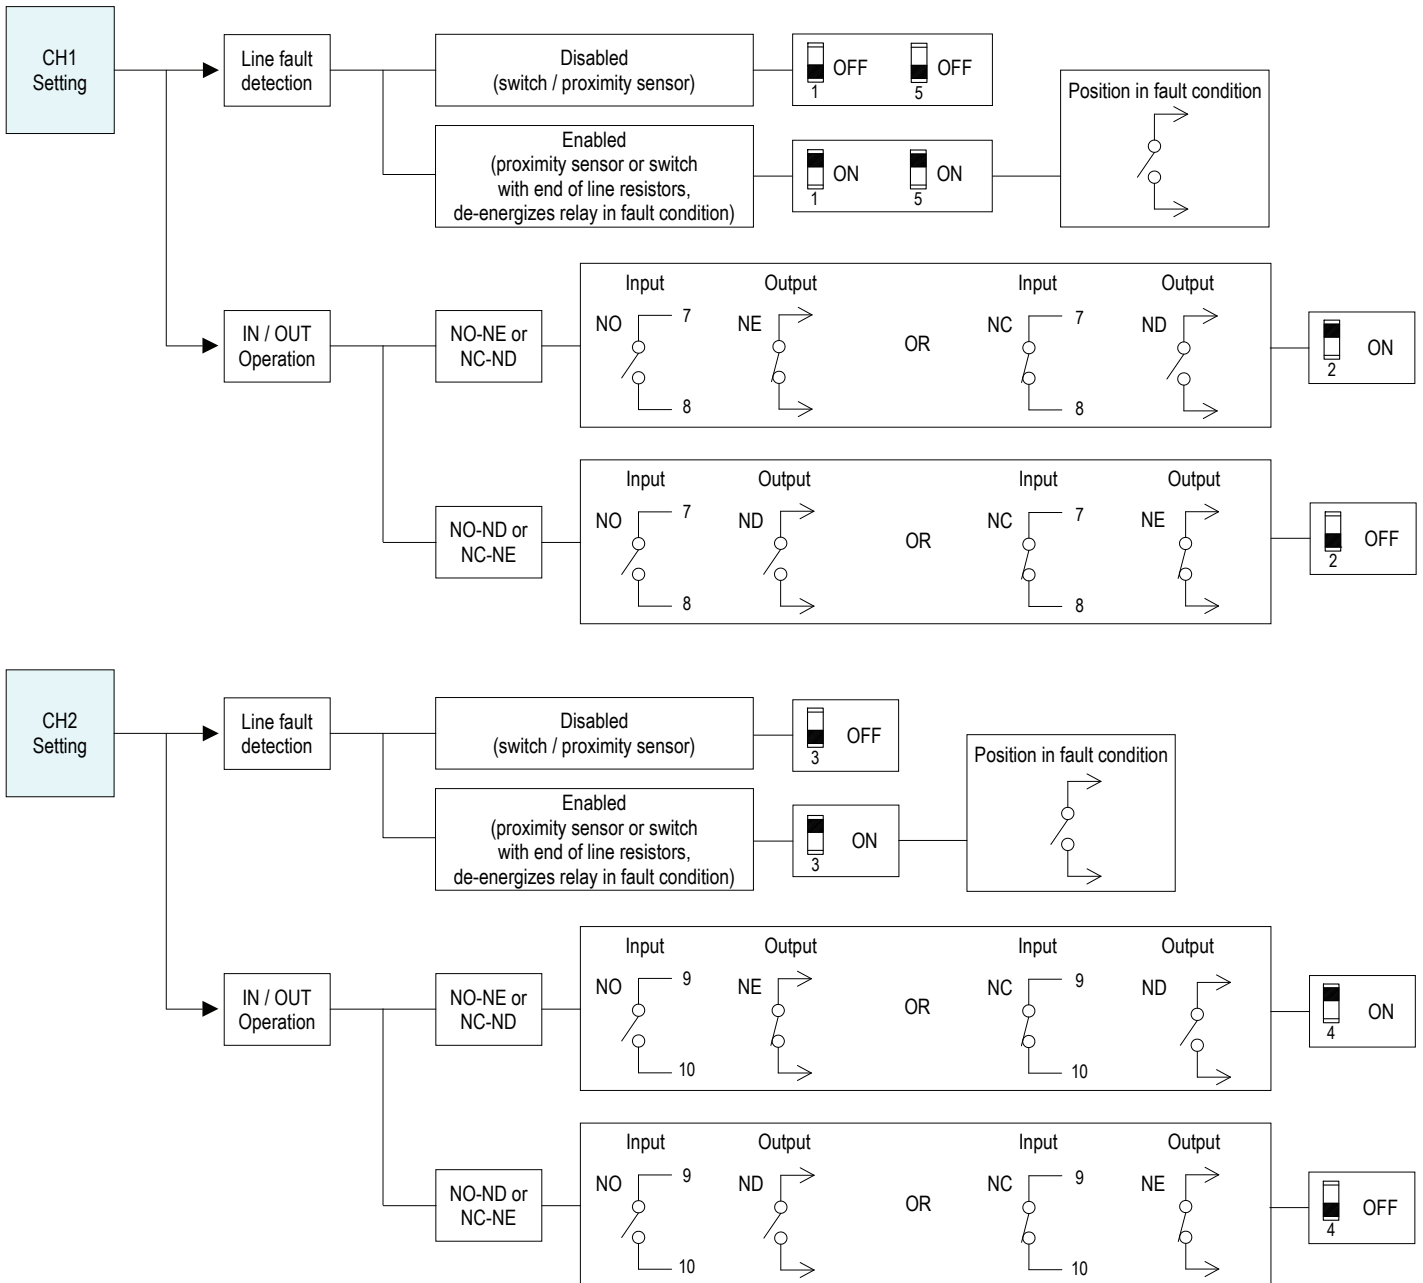 CH1
Setting
Line fault
detection
Disabled
(switch / proximity sensor)
OFF
OFF
1
5
Enabled
(proximity sensor or switch
with end of line resistors,
de-energizes relay in fault condition)
ON
ON
1
5
Position in fault condition
IN / OUT
Operation
NO-NE or
NC-ND
Input
Output
NO
7
8
NE
OR
Input
Output
NC
7
8
ND
ON
2
NO-ND or
NC-NE
Input
Output
NO
7
8
ND
OR
Input
Output
NC
7
8
NE
OFF
2
CH2
Setting
Line fault
detection
Disabled
(switch / proximity sensor)
OFF
3
Enabled
(proximity sensor or switch
with end of line resistors,
de-energizes relay in fault condition)
ON
3
Position in fault condition
IN / OUT
Operation
NO-NE or
NC-ND
Input
Output
NO
9
10
NE
OR
Input
Output
NC
9
10
ND
ON
4
NO-ND or
NC-NE
Input
Output
NO
9
10
ND
OR
Input
Output
NC
9
10
NE
OFF
4